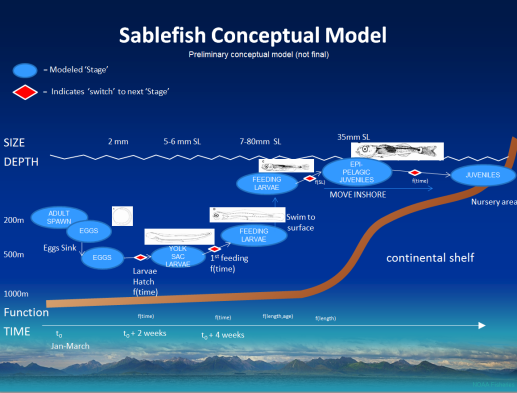 Sablefish Conceptual Model
Preliminary conceptual model (not final)
– Modeled 'Stage'
– Indicates 'switch' to next 'Stage'
SIZE 2 mm 5-6 mm SL 7-80mm SL 35mm SL
DEPTH
EPI-
PELAGIC
JUVENILES
FEEDING
LARVAE
f(SL)
f(time)
JUVENILES
MOVE INSHORE
Nursery area
200m
ADULT
SPAWN
EGGS
Swim to
surface
FEEDING
LARVAE
Eggs Sink
500m
EGGS
YOLK
SAC
LARVAE
1st feeding
f(time)
Larvae
Hatch
f(time)
continental shelf
1000m
Function f(time) f(time) f(length,age) f(length)
TIME t0 t0 + 2 weeks t0 + 4 weeks
Jan-March